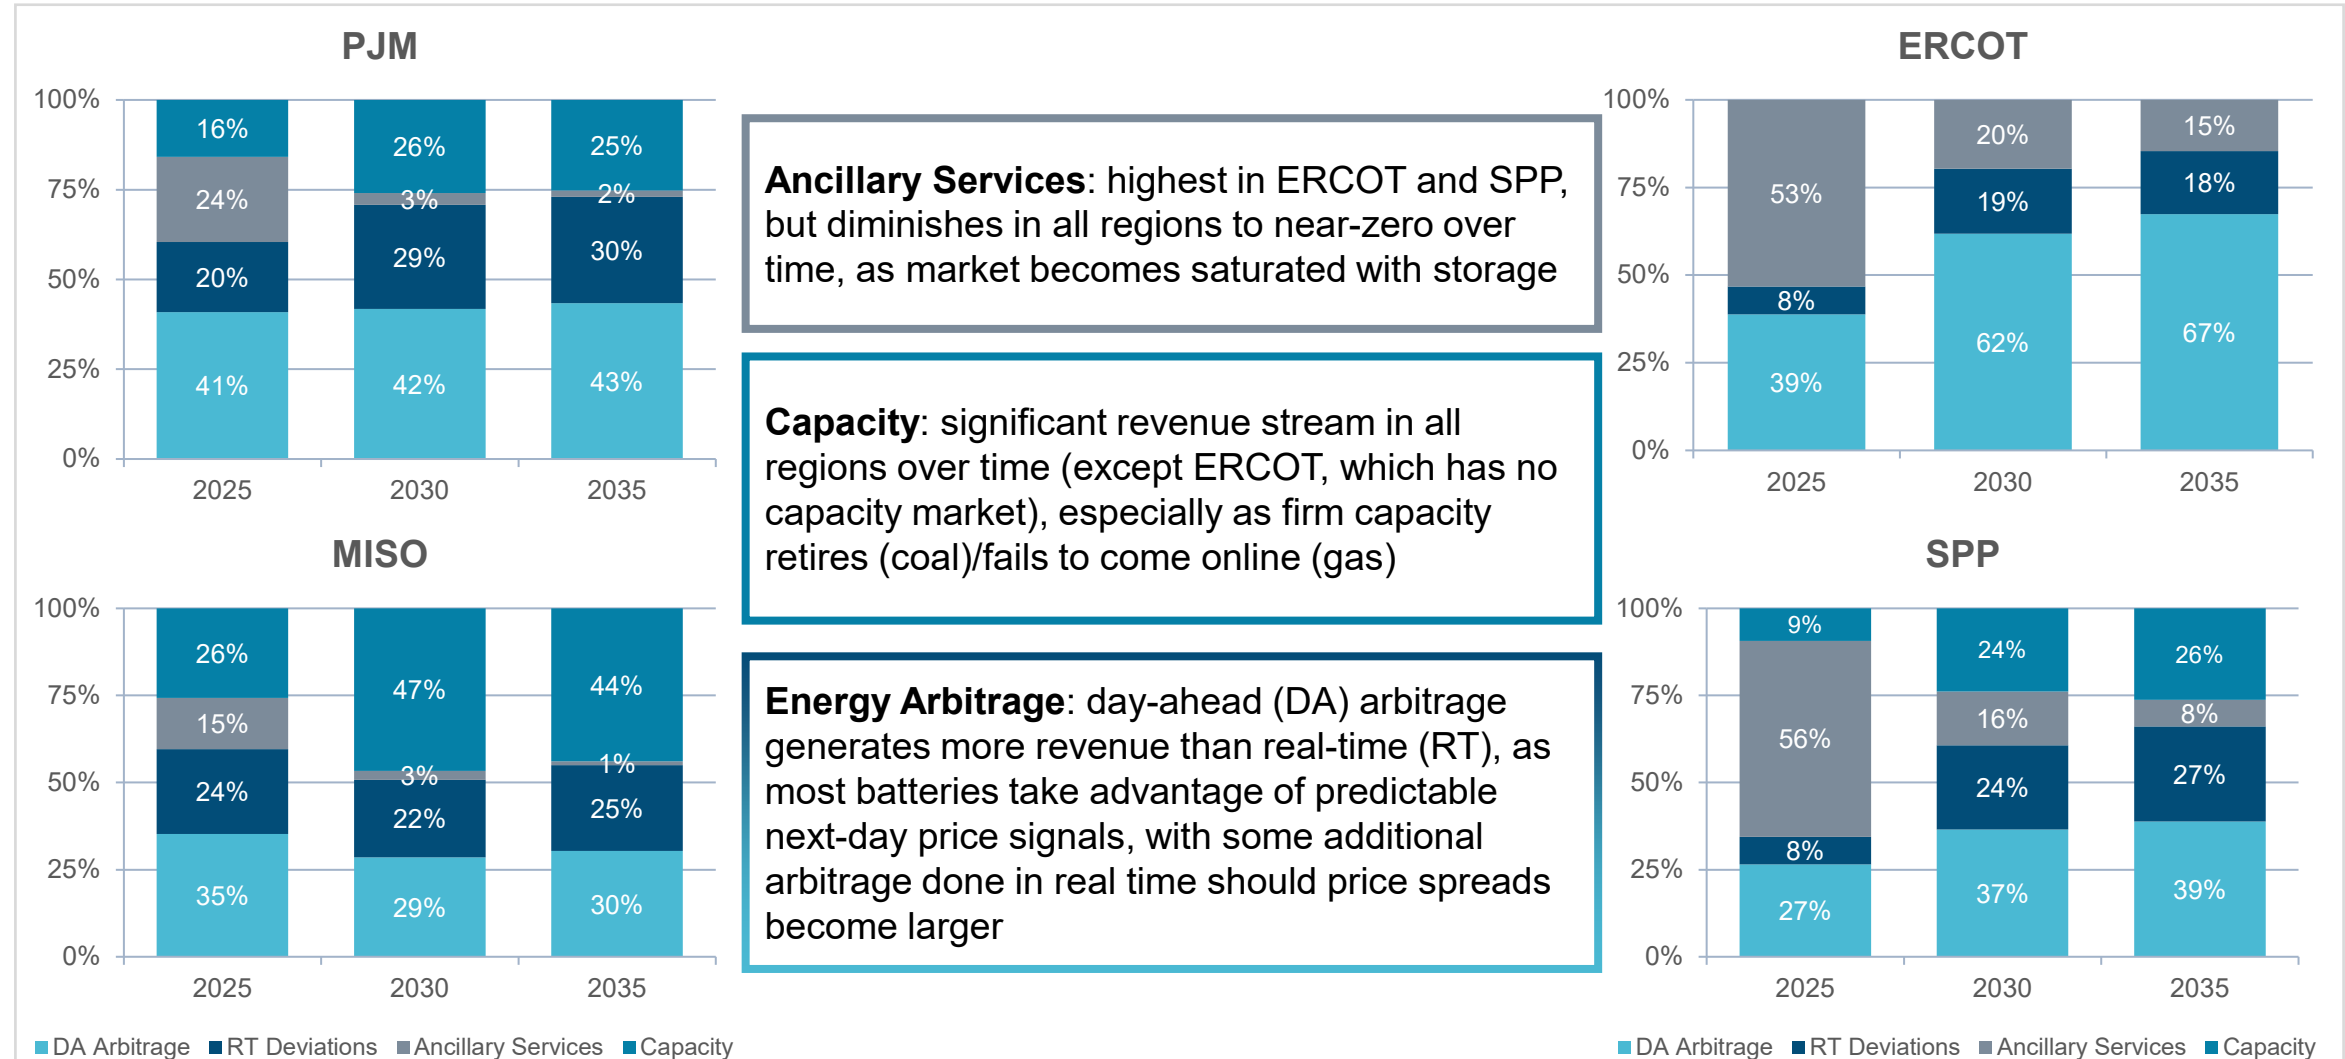 PJM
100%
75%
50%
25%
0%
16%
24%
20%
41%
26%
3%
29%
42%
25%
2%
30%
43%
2025 2030 2035
MISO
100%
75%
50%
25%
0%
26%
15%
24%
35%
47%
3%
22%
29%
44%
1%
25%
30%
2025 2030 2035
DA Arbitrage RT Deviations Ancillary Services Capacity
Ancillary Services: highest in ERCOT and SPP,
but diminishes in all regions to near-zero over
time, as market becomes saturated with storage
Capacity: significant revenue stream in all
regions over time (except ERCOT, which has no
capacity market), especially as firm capacity
retires (coal)/fails to come online (gas)
Energy Arbitrage: day-ahead (DA) arbitrage
generates more revenue than real-time (RT), as
most batteries take advantage of predictable
next-day price signals, with some additional
arbitrage done in real time should price spreads
become larger
ERCOT
100%
75%
50%
25%
0%
53%
8%
39%
20%
19%
62%
15%
18%
67%
2025 2030 2035
SPP
100%
75%
50%
25%
0%
9%
56%
8%
27%
24%
16%
24%
37%
26%
8%
27%
39%
2025 2030 2035
DA Arbitrage RT Deviations Ancillary Services Capacity